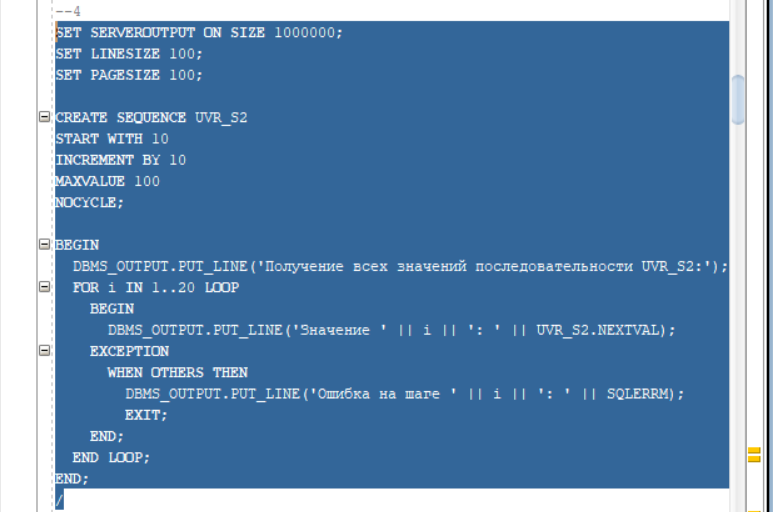 --4
SET SERVEROUTPUT ON SIZE 1000000;
SET LINESIZE 100;
SET PAGESIZE 100;
CREATE SEQUENCE UVR_S2
START WITH 10
INCREMENT BY 10
MAXVALUE 100
NOCYCLE;
BEGIN
DBMS_OUTPUT.PUT_LINE('Получение всех значений последовательности UVR_S2:');
FOR i IN 1..20 LOOP
BEGIN
DBMS_OUTPUT.PUT_LINE('Значение ' || i || ': ' || UVR_S2.NEXTVAL);
EXCEPTION
WHEN OTHERS THEN
DBMS_OUTPUT.PUT_LINE('Ошибка на шаге ' || i || ': ' || SQLERRM);
EXIT;
END;
END LOOP;
END;
/